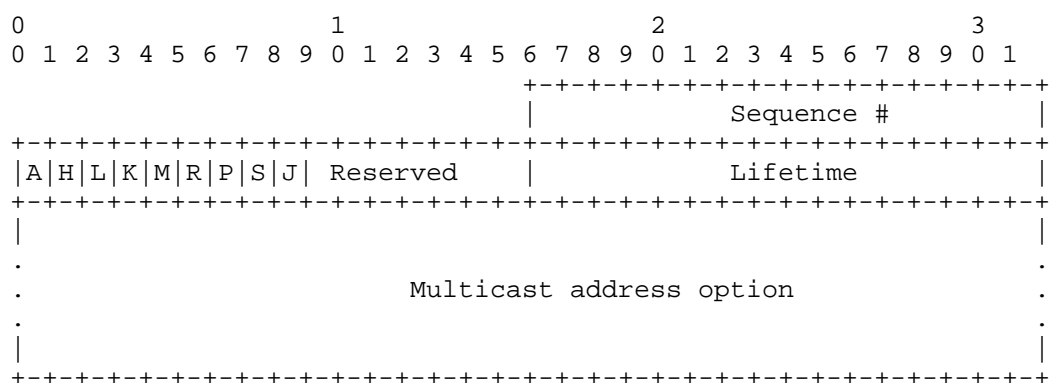 0                   1                   2                   3
0 1 2 3 4 5 6 7 8 9 0 1 2 3 4 5 6 7 8 9 0 1 2 3 4 5 6 7 8 9 0 1
                                +-+-+-+-+-+-+-+-+-+-+-+-+-+-+-+-+
                                |            Sequence #         |
+-+-+-+-+-+-+-+-+-+-+-+-+-+-+-+-+-+-+-+-+-+-+-+-+-+-+-+-+-+-+-+-+
|A|H|L|K|M|R|P|S|J| Reserved    |            Lifetime           |
+-+-+-+-+-+-+-+-+-+-+-+-+-+-+-+-+-+-+-+-+-+-+-+-+-+-+-+-+-+-+-+-+
|                                                               |
.                                                               .
.                        Multicast address option               .
.                                                               .
|                                                               |
+-+-+-+-+-+-+-+-+-+-+-+-+-+-+-+-+-+-+-+-+-+-+-+-+-+-+-+-+-+-+-+-+